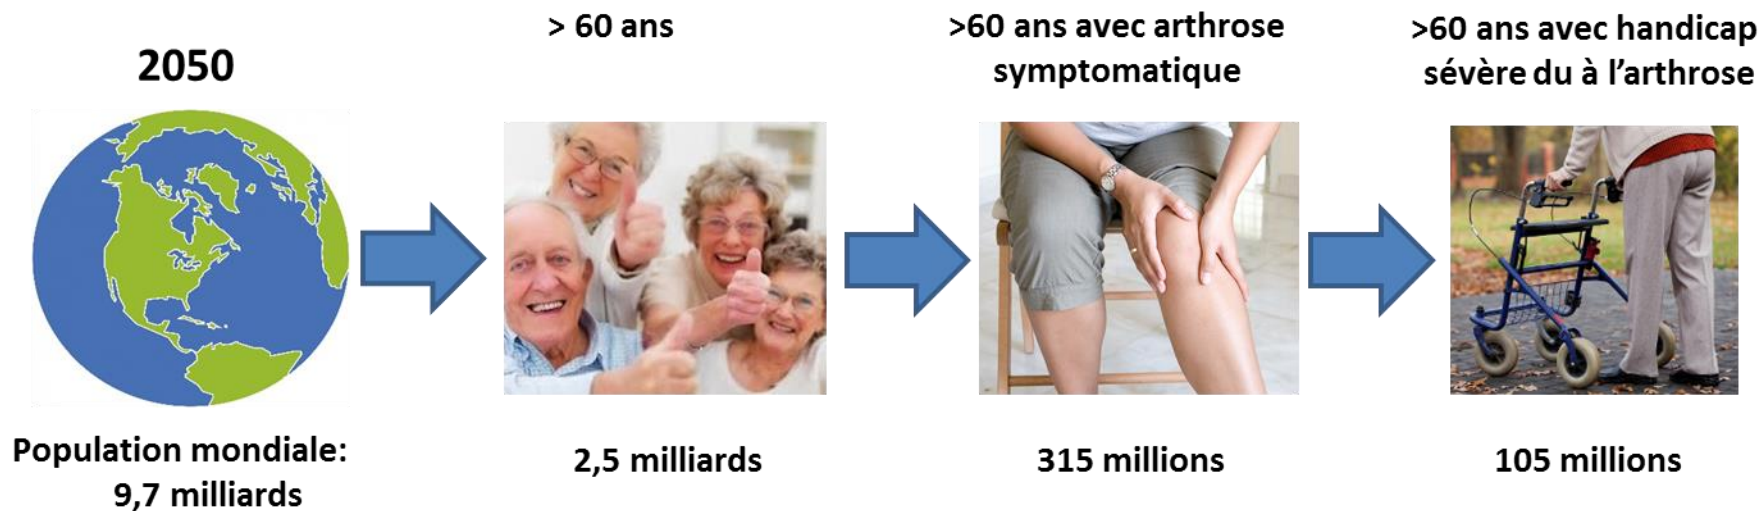 2050
Population mondiale:
9,7 milliards
> 60 ans
2,5 milliards
>60 ans avec arthrose
symptomatique
315 millions
>60 ans avec handicap
sévère du à l’arthrose
105 millions